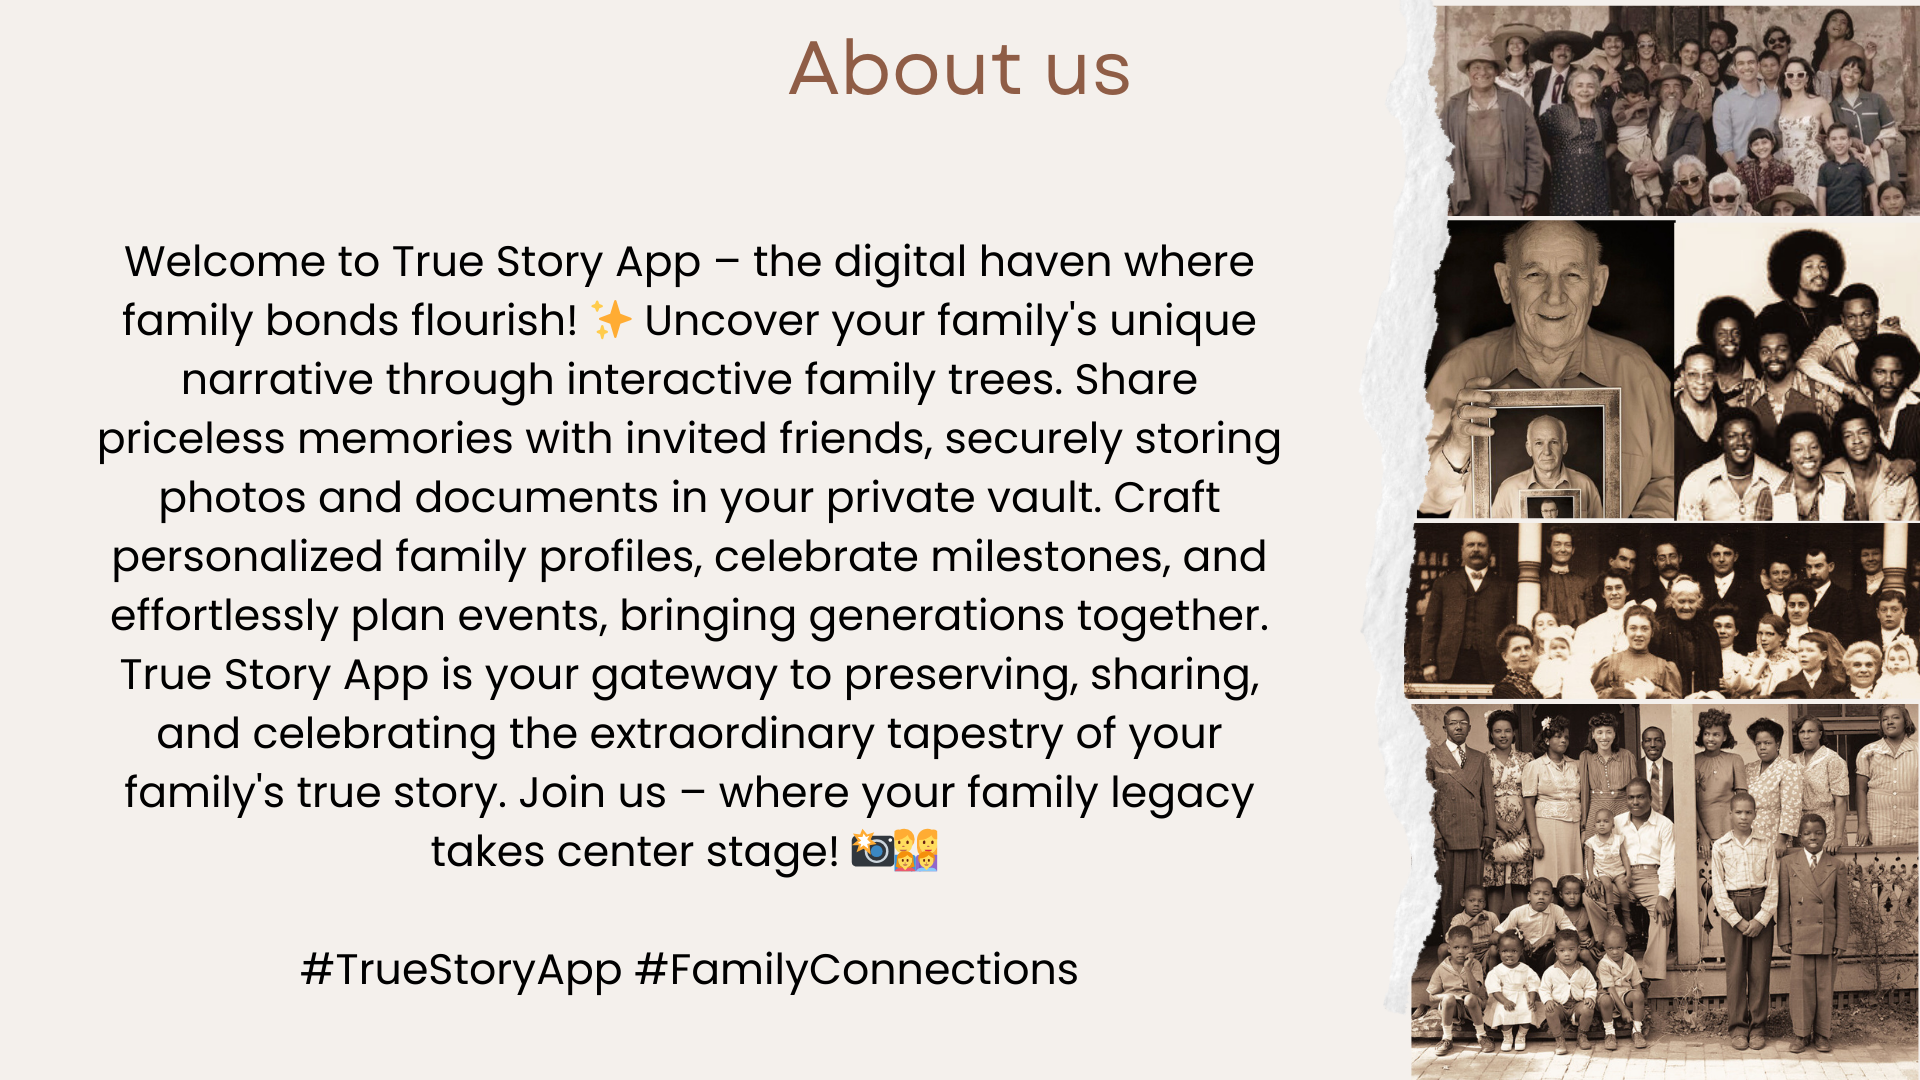 About us
Welcome to True Story App – the digital haven where
family bonds flourish! ✨ Uncover your family's unique
narrative through interactive family trees. Share
priceless memories with invited friends, securely storing
photos and documents in your private vault. Craft
personalized family profiles, celebrate milestones, and
effortlessly plan events, bringing generations together.
True Story App is your gateway to preserving, sharing,
and celebrating the extraordinary tapestry of your
family's true story. Join us – where your family legacy
takes center stage! 📸👨‍👩‍👧‍👦
#TrueStoryApp #FamilyConnections